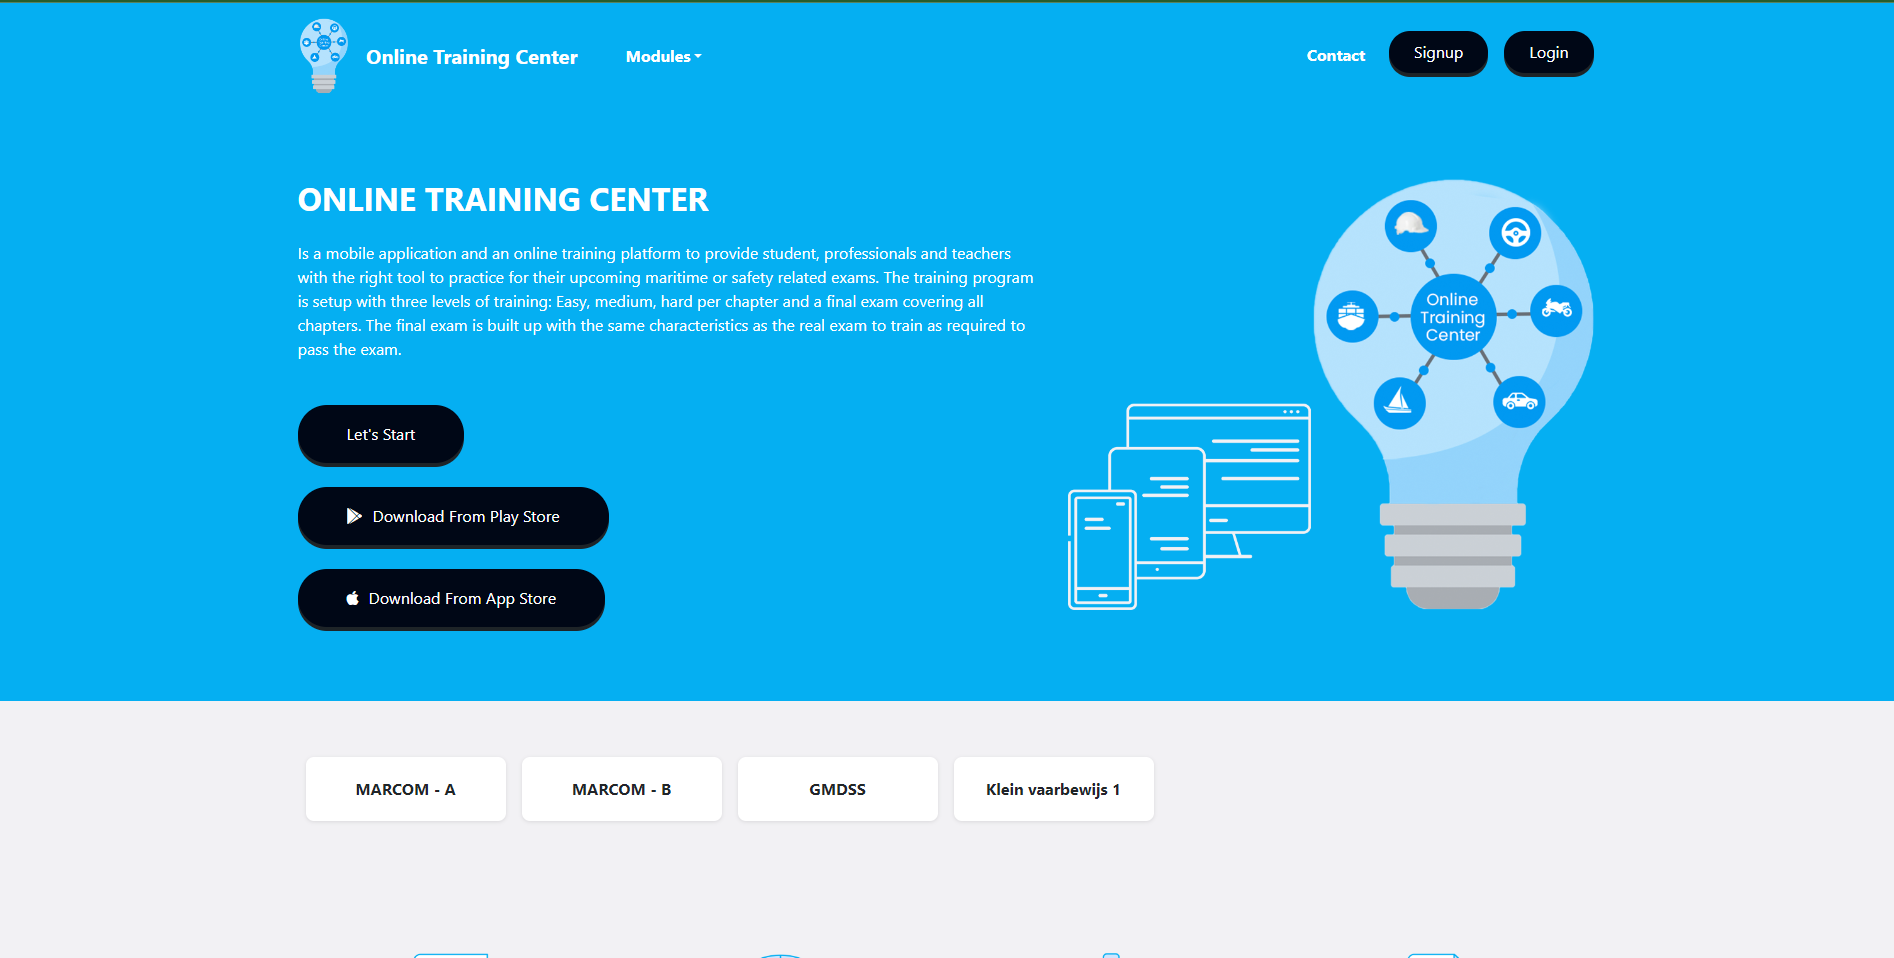 Online Training Center
Modules
Contact
Signup
Login
ONLINE TRAINING CENTER
Is a mobile application and an online training platform to provide student, professionals and teachers
with the right tool to practice for their upcoming maritime or safety related exams. The training program
is setup with three levels of training: Easy, medium, hard per chapter and a final exam covering all
chapters. The final exam is built up with the same characteristics as the real exam to train as required to
pass the exam.
Let's Start
Download From Play Store
Download From App Store
Online
Training
Center
MARCOM - A
MARCOM - B
GMDSS
Klein vaarbewijs 1